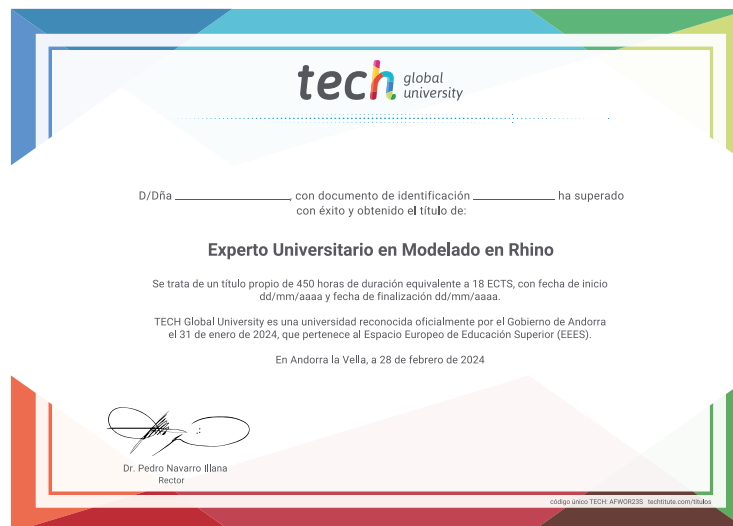 tech global university
D/Dña ____________, con documento de identificación ____________ ha superado
con éxito y obtenido el título de:
Experto Universitario en Modelado en Rhino
Se trata de un título propio de 450 horas de duración equivalente a 18 ECTS, con fecha de inicio
dd/mm/aaaa y fecha de finalización dd/mm/aaaa.
TECH Global University es una universidad reconocida oficialmente por el Gobierno de Andorra
el 31 de enero de 2024, que pertenece al Espacio Europeo de Educación Superior (EEES).
En Andorra la Vella, a 28 de febrero de 2024
Dr. Pedro Navarro Illana
Rector
código único TECH: AFWOR23S techtitute.com/titulos